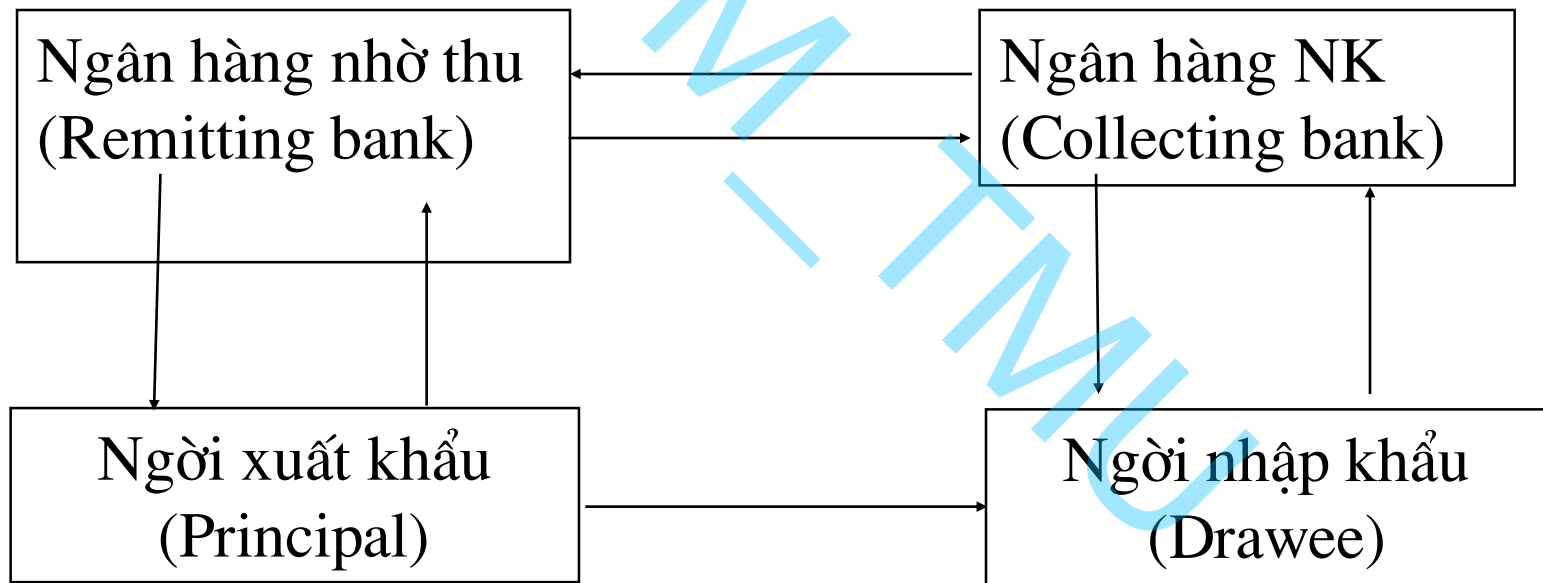 Ngân hàng nhờ thu
(Remitting bank)
Ngân hàng NK
(Collecting bank)
M_TMU
Ngời xuất khẩu
(Principal)
Ngời nhập khẩu
(Drawee)